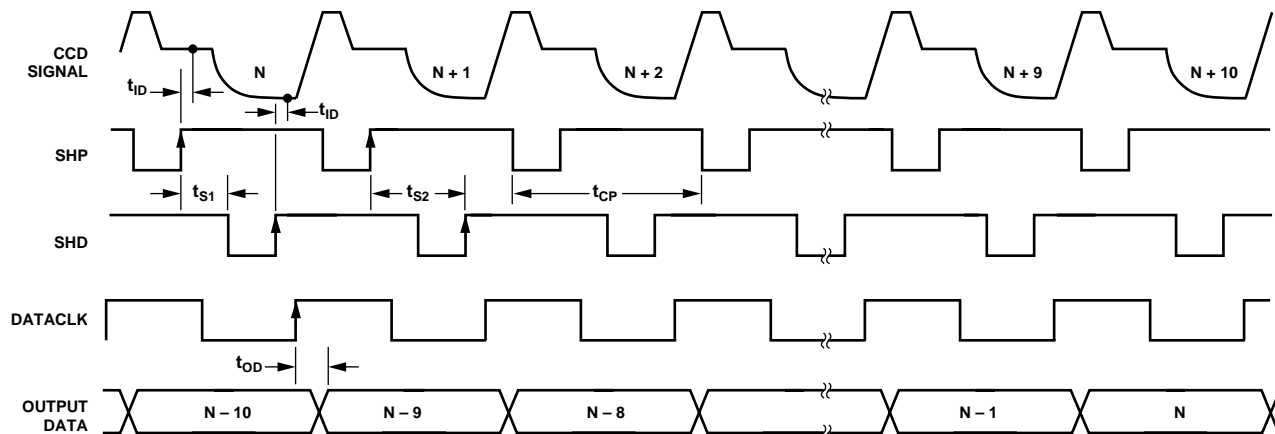 CCD
SIGNAL
N
N + 1
N + 2
N + 9
N + 10
tID
tID
SHP
tS1
tS2
tCP
SHD
DATACLK
tOD
OUTPUT
DATA
N – 10
N – 9
N – 8
N – 1
N